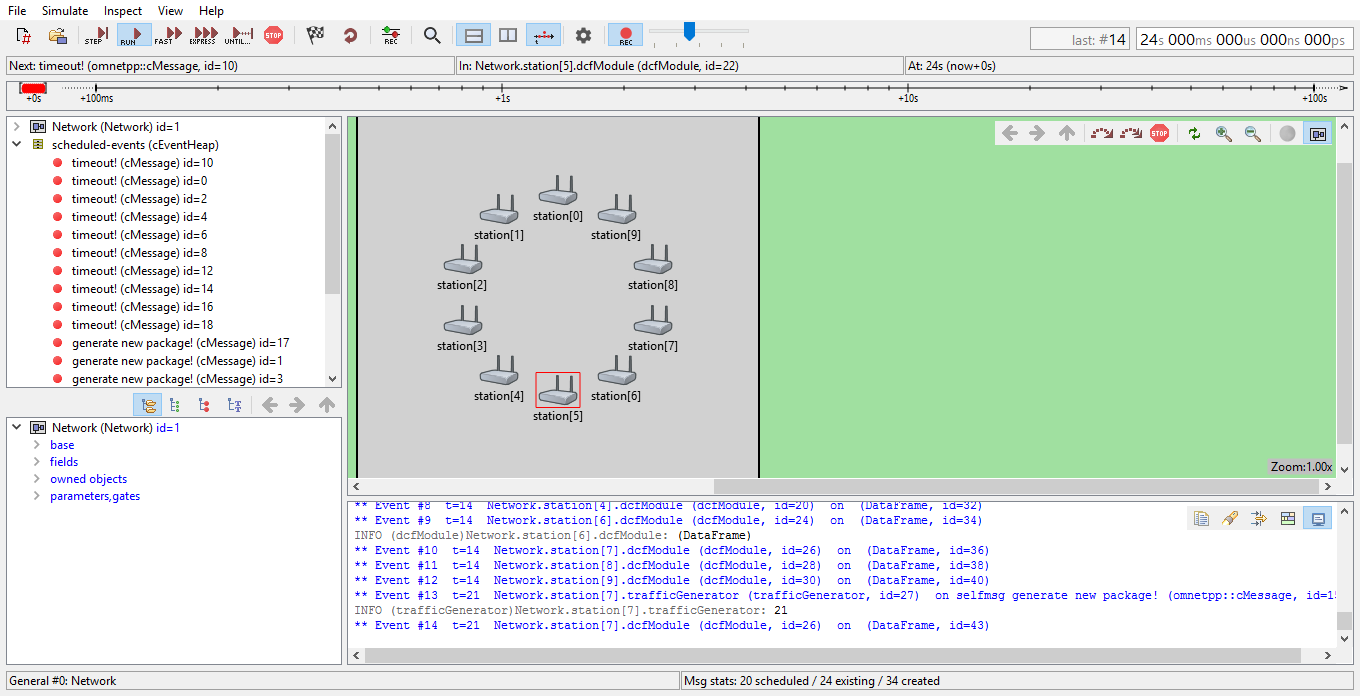 File Simulate Inspect View Help
STEP RUN FAST EXPRESS UNTIL... STOP REC REC
last: #14 24s 000ms 000us 000ns 000ps
Next: timeout! (omnetpp::cMessage, id=10) In: Network.station[5].dcfModule (dcfModule, id=22) At: 24s (now+0s)
+0s +100ms +1s +10s +100s
Network (Network) id=1
scheduled-events (cEventHeap)
timeout! (cMessage) id=10
timeout! (cMessage) id=0
timeout! (cMessage) id=2
timeout! (cMessage) id=4
timeout! (cMessage) id=6
timeout! (cMessage) id=8
timeout! (cMessage) id=12
timeout! (cMessage) id=14
timeout! (cMessage) id=16
timeout! (cMessage) id=18
generate new package! (cMessage) id=17
generate new package! (cMessage) id=1
generate new package! (cMessage) id=3
Network (Network) id=1
base
fields
owned objects
parameters,gates
STOP
station[0]
station[1] station[9]
station[2] station[8]
station[3] station[7]
station[4] station[6]
station[5]
Zoom:1.00x
** Event #8 t=14 Network.station[4].dcfModule (dcfModule, id=20) on (DataFrame, id=32)
** Event #9 t=14 Network.station[6].dcfModule (dcfModule, id=24) on (DataFrame, id=34)
INFO (dcfModule)Network.station[6].dcfModule: (DataFrame)
** Event #10 t=14 Network.station[7].dcfModule (dcfModule, id=26) on (DataFrame, id=36)
** Event #11 t=14 Network.station[8].dcfModule (dcfModule, id=28) on (DataFrame, id=38)
** Event #12 t=14 Network.station[9].dcfModule (dcfModule, id=30) on (DataFrame, id=40)
** Event #13 t=21 Network.station[7].trafficGenerator (trafficGenerator, id=27) on selfmsg generate new package! (omnetpp::cMessage, id=1
INFO (trafficGenerator)Network.station[7].trafficGenerator: 21
** Event #14 t=21 Network.station[7].dcfModule (dcfModule, id=26) on (DataFrame, id=43)
General #0: Network Msg stats: 20 scheduled / 24 existing / 34 created